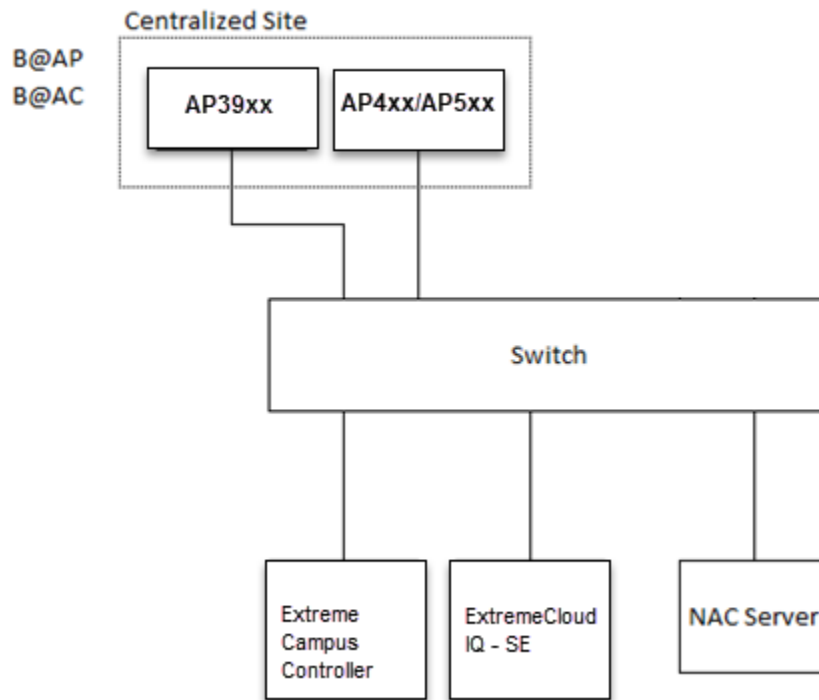 Centralized Site
B@AP
B@AC
AP39xx
AP4xx/AP5xx
Switch
Extreme
Campus
Controller
ExtremeCloud
IQ - SE
NAC Server